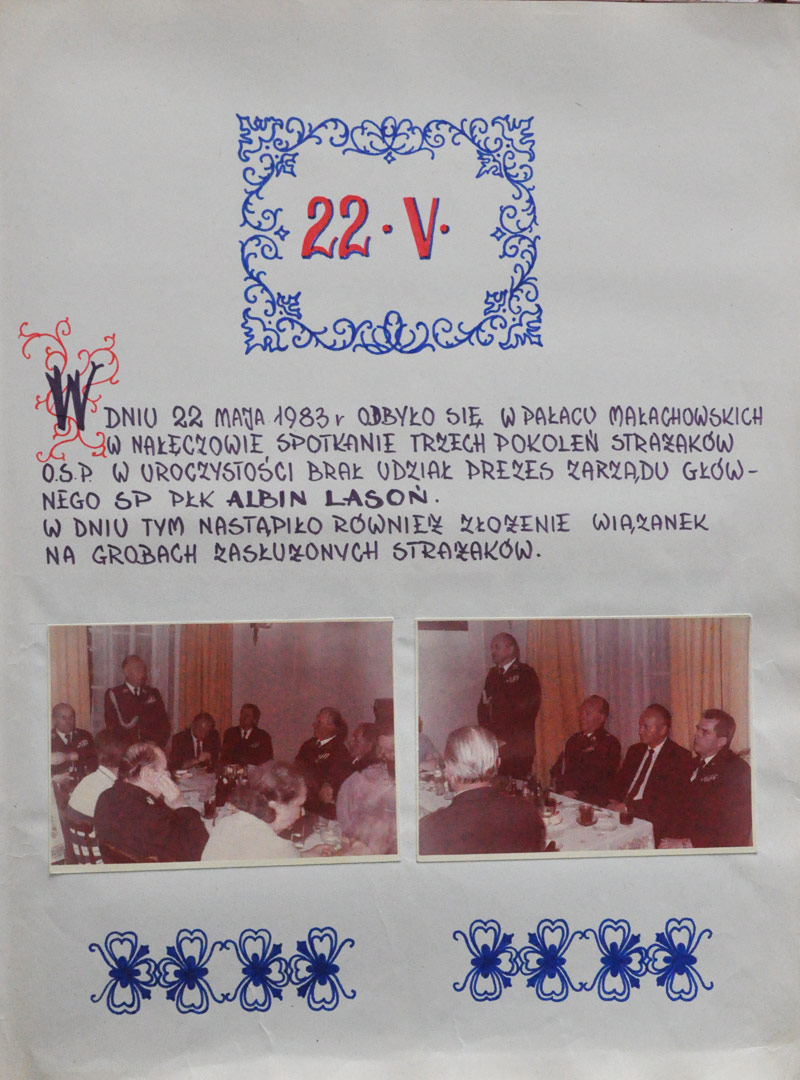 22 · V·
W DNIU 22 MAJA 1983 r ODBYŁO SIĘ W PAŁACU MAŁACHOWSKICH
W NAŁĘCZOWIE SPOTKANIE TRZECH POKOLEŃ STRAŻAKÓW
O.S.P. W UROCZYSTOŚCI BRAŁ UDZIAŁ PREZES ZARZĄDU GŁÓW-
NEGO SP PŁK ALBIN LASOŃ.
W DNIU TYM NASTĄPIŁO RÓWNIEŻ ZŁOŻENIE WIĄZANEK
NA GROBACH ZASŁUŻONYCH STRAŻAKÓW.